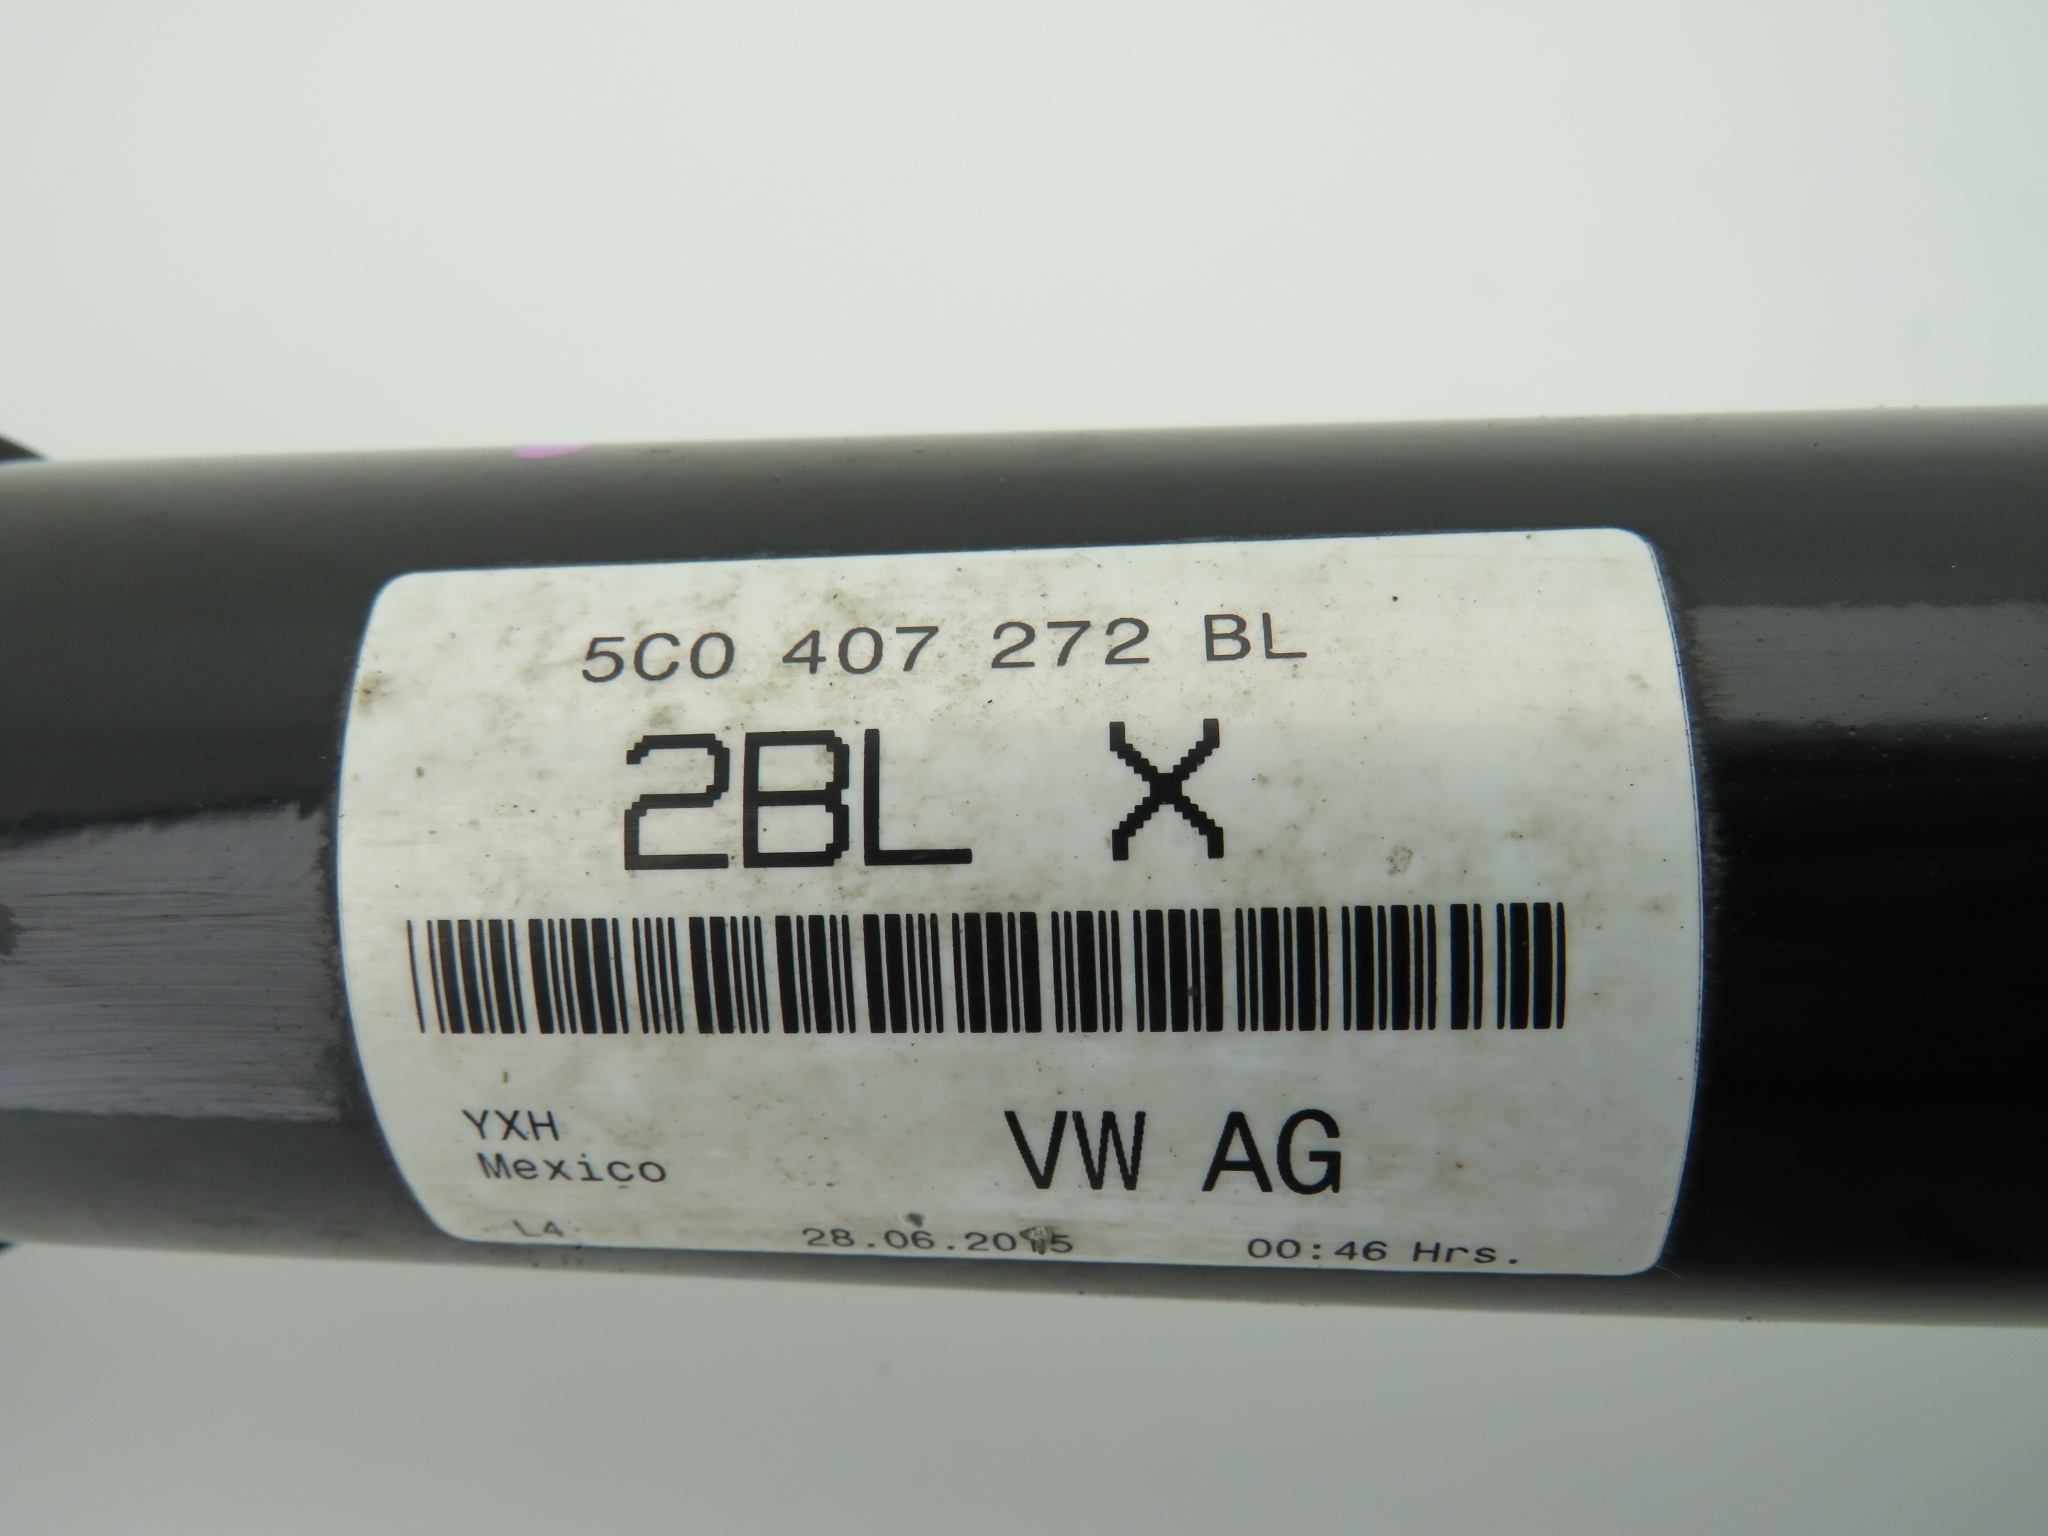 5C0 407 272 BL
2BL X
YXH VW AG
Mexico
L4 28.06.2015 00:46 Hrs.